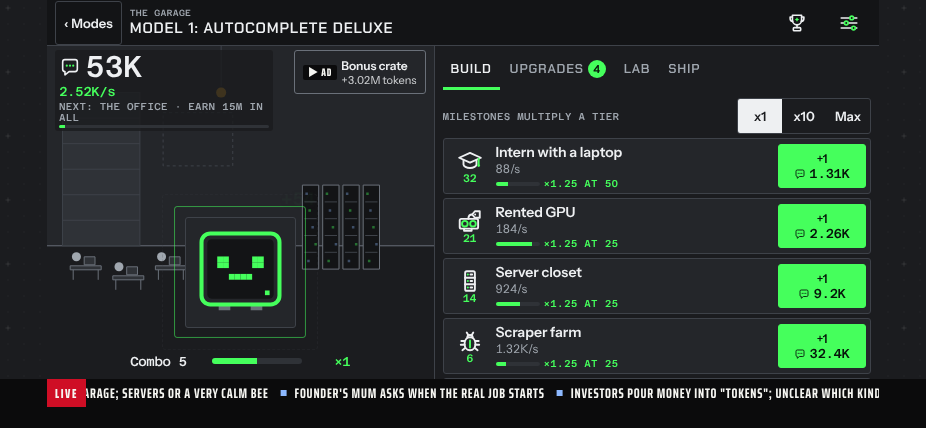 ‹ Modes
THE GARAGE
MODEL 1: AUTOCOMPLETE DELUXE
53K
2.52K/s
NEXT: THE OFFICE · EARN 15M IN
ALL
AD
Bonus crate
+3.02M tokens
Combo 5
×1
BUILD
UPGRADES 4
LAB
SHIP
MILESTONES MULTIPLY A TIER
x1
x10
Max
Intern with a laptop
88/s
32
×1.25 AT 50
+1
1.31K
Rented GPU
184/s
21
×1.25 AT 25
+1
2.26K
Server closet
924/s
14
×1.25 AT 25
+1
9.2K
Scraper farm
1.32K/s
6
×1.25 AT 25
+1
32.4K
LIVE
ARAGE; SERVERS OR A VERY CALM BEE ■ FOUNDER'S MUM ASKS WHEN THE REAL JOB STARTS ■ INVESTORS POUR MONEY INTO "TOKENS"; UNCLEAR WHICH KIND